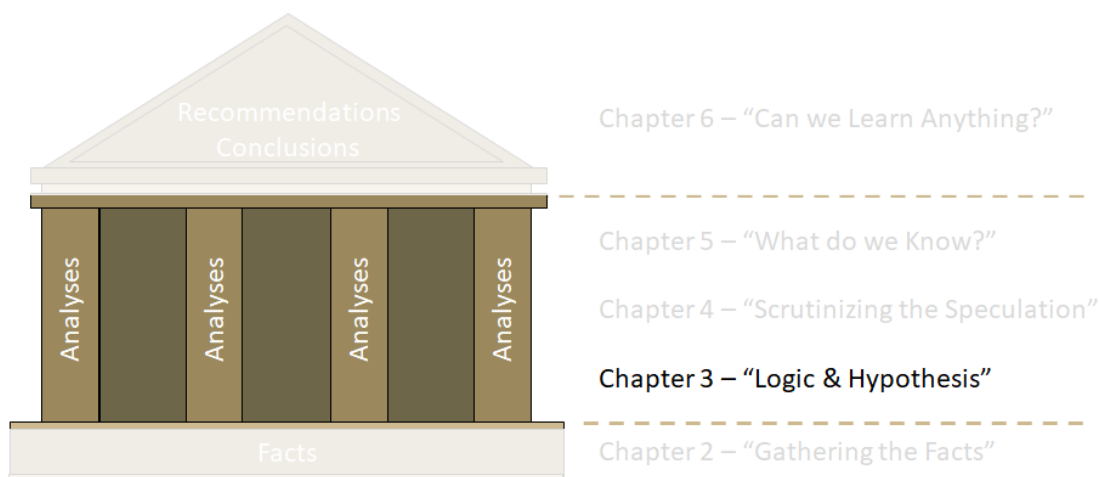 Recommendations
Conclusions
Chapter 6 – “Can we Learn Anything?”
Analyses
Analyses
Analyses
Analyses
Chapter 5 – “What do we Know?”
Chapter 4 – “Scrutinizing the Speculation”
Chapter 3 – “Logic & Hypothesis”
Facts
Chapter 2 – “Gathering the Facts”